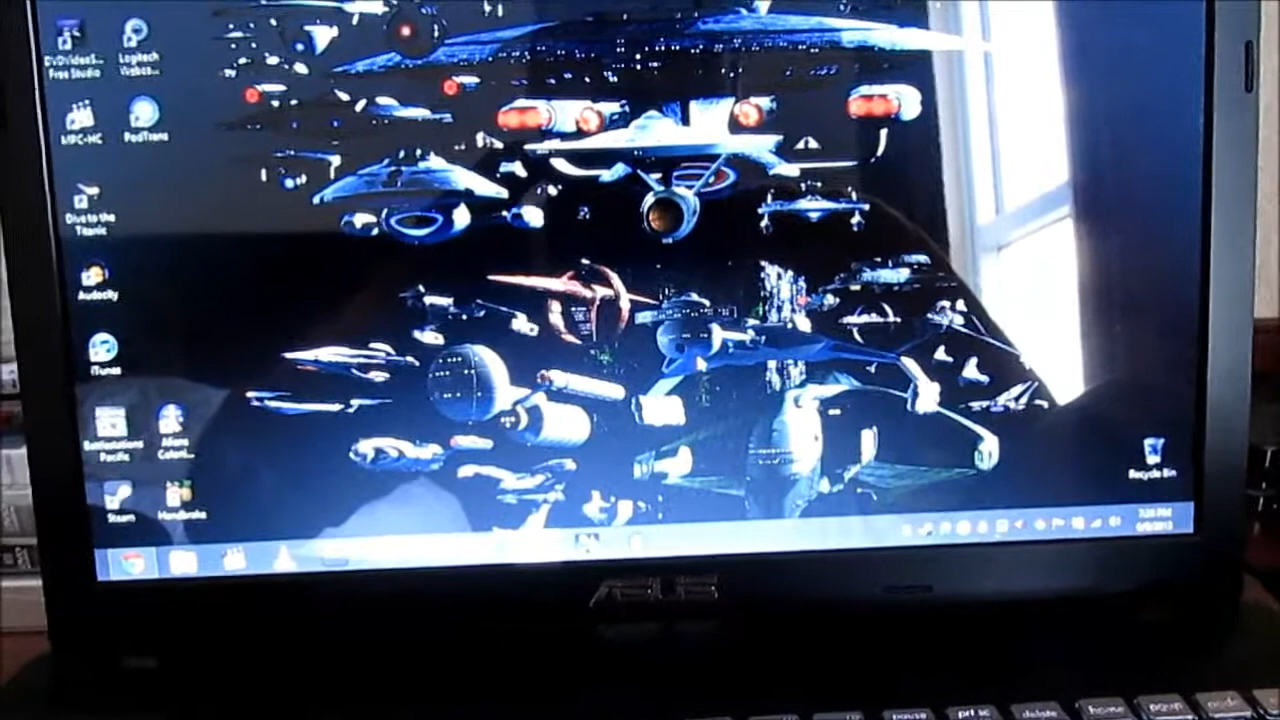 DVDVideoS...
Free Studio
Logitech
Webca...
MPC-HC
PodTrans
Dive to the
Titanic
Audacity
iTunes
Battlestations
Pacific
Aliens
Coloni...
Steam
Handbrake
Recycle Bin
ASUS
pause
prt sc
delete
home
pgup